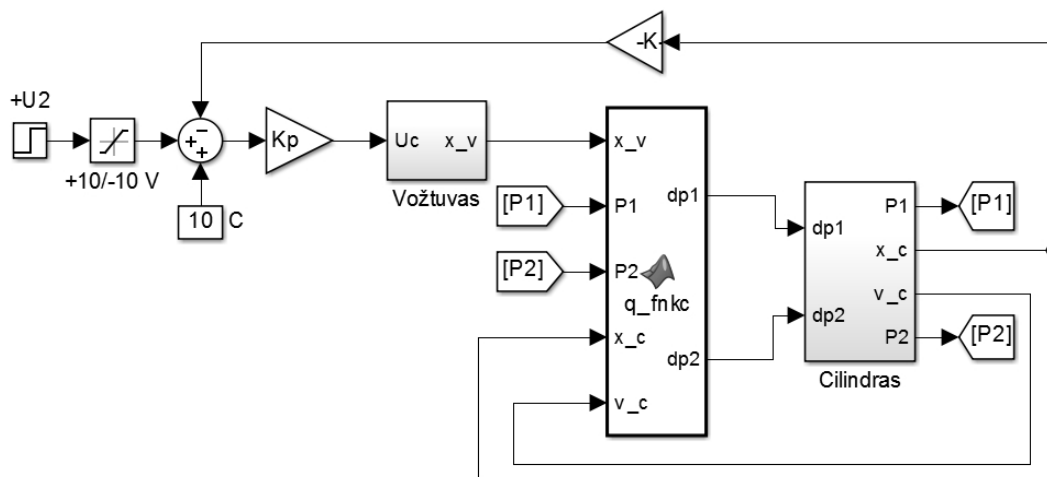 -K-
+U2
+10/-10 V
10 C
Kp
Uc x_v
Vožtuvas
[P1]
[P2]
x_v
P1
P2
x_c
v_c
q_fnkc
dp1
dp2
dp1
dp2
P1
x_c
v_c
P2
Cilindras
[P1]
[P2]